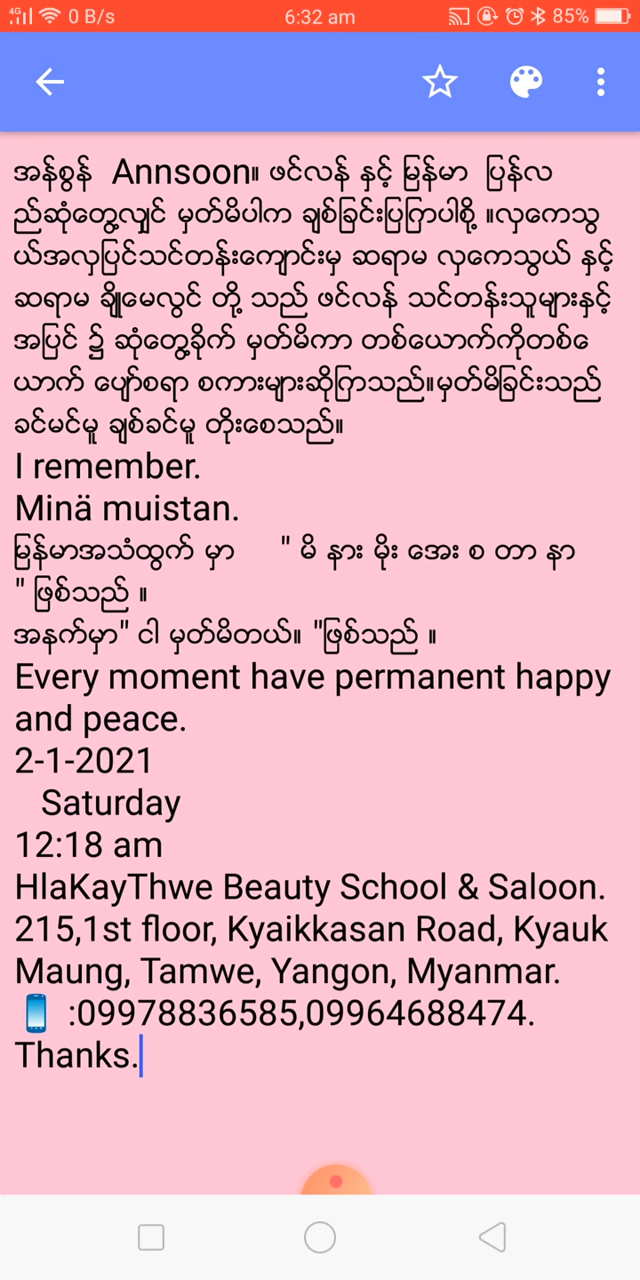 4G 0 B/s 6:32 am 85%
အန်စွန် Annsoon။ ဖင်လန် နှင့် မြန်မာ ပြန်လ
ည်ဆုံတွေ့လျှင် မှတ်မိပါက ချစ်ခြင်းပြကြပါစို့ ။လှကေသွ
ယ်အလှပြင်သင်တန်းကျောင်းမှ ဆရာမ လှကေသွယ် နှင့်
ဆရာမ ချိုမေလွင် တို့ သည် ဖင်လန် သင်တန်းသူများနှင့်
အပြင် ၌ ဆုံတွေ့ခိုက် မှတ်မိကာ တစ်ယောက်ကိုတစ်ေ
ယာက် ပျော်စရာ စကားများဆိုကြသည်။မှတ်မိခြင်းသည်
ခင်မင်မူ ချစ်ခင်မူ တိုးစေသည်။
I remember.
Minä muistan.
မြန်မာအသံထွက် မှာ " မိ နား မိုး အေး စ တာ နာ
" ဖြစ်သည် ။
အနက်မှာ" ငါ မှတ်မိတယ်။ "ဖြစ်သည် ။
Every moment have permanent happy
and peace.
2-1-2021
Saturday
12:18 am
HlaKayThwe Beauty School & Saloon.
215,1st floor, Kyaikkasan Road, Kyauk
Maung, Tamwe, Yangon, Myanmar.
📱 :09978836585,09964688474.
Thanks.